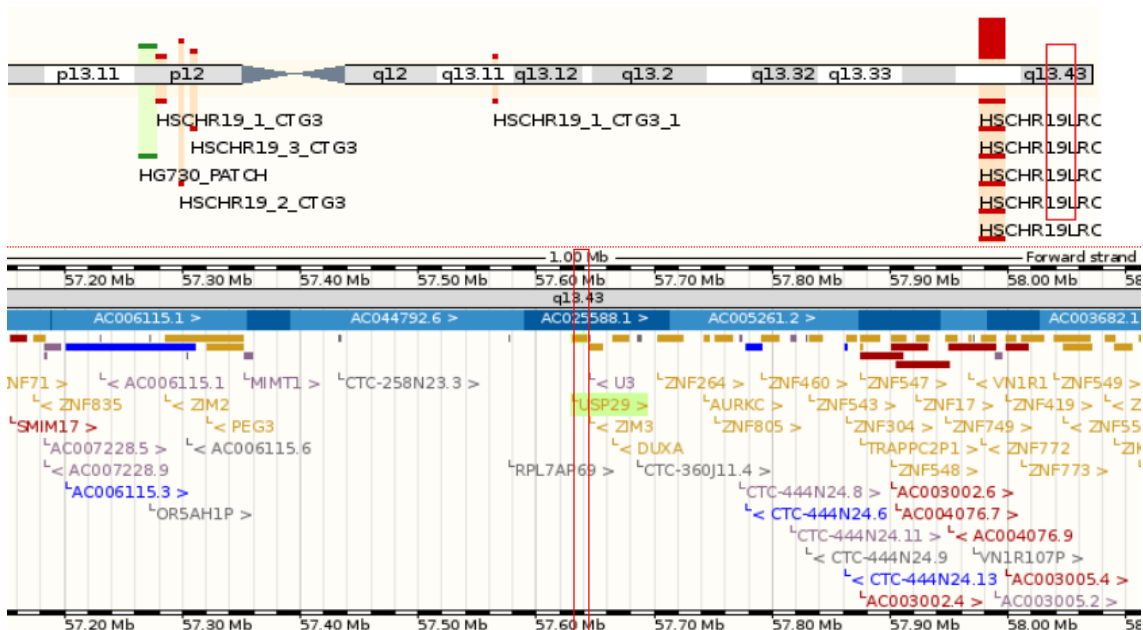 p13.11 p12 q12 q13.11 q13.12 q13.2 q13.32 q13.33 q13.43
HSCHR19_1_CTG3 HSCHR19_1_CTG3_1 HSCHR19LRC
HSCHR19_3_CTG3 HSCHR19LRC
HG730_PATCH HSCHR19LRC
HSCHR19_2_CTG3 HSCHR19LRC
HSCHR19LRC
1.00 Mb Forward strand
57.20 Mb 57.30 Mb 57.40 Mb 57.50 Mb 57.60 Mb 57.70 Mb 57.80 Mb 57.90 Mb 58.00 Mb 58
q13.43
AC006115.1 > AC044792.6 > AC025588.1 > AC005261.2 > AC003682.1
NF71 > < AC006115.1 MIMT1 > CTC-258N23.3 > < U3 ZNF264 > ZNF460 > ZNF547 > < VN1R1 ZNF549 >
< ZNF835 < ZIM2 USP29 > AURKC > ZNF543 > ZNF17 > ZNF419 > < Z
SMIM17 > < PEG3 < ZIM3 ZNF805 > ZNF304 > ZNF749 > < ZNF55
AC007228.5 > < AC006115.6 < DUXA TRAPPC2P1 > < ZNF772 ZIK
< AC007228.9 RPL7AP69 > CTC-360J11.4 > ZNF548 > ZNF773 >
AC006115.3 > CTC-444N24.8 > AC003002.6 >
OR5AH1P > < CTC-444N24.6 AC004076.7 >
CTC-444N24.11 > < AC004076.9
< CTC-444N24.9 VN1R107P >
< CTC-444N24.13 AC003005.4 >
AC003002.4 > AC003005.2 >
57.20 Mb 57.30 Mb 57.40 Mb 57.50 Mb 57.60 Mb 57.70 Mb 57.80 Mb 57.90 Mb 58.00 Mb 58